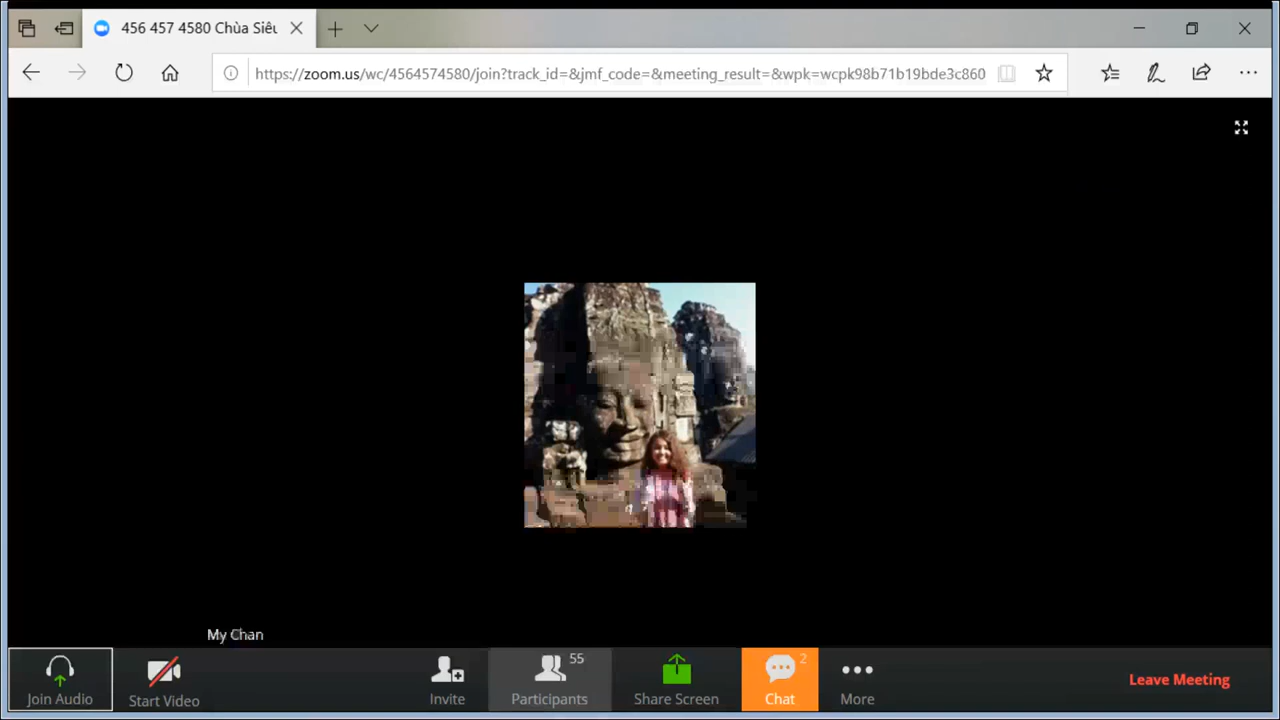 456 457 4580 Chùa Siêu
https://zoom.us/wc/4564574580/join?track_id=&jmf_code=&meeting_result=&wpk=wcpk98b71b19bde3c860
My Chan
Join Audio
Start Video
Invite
55
Participants
Share Screen
2
Chat
More
Leave Meeting